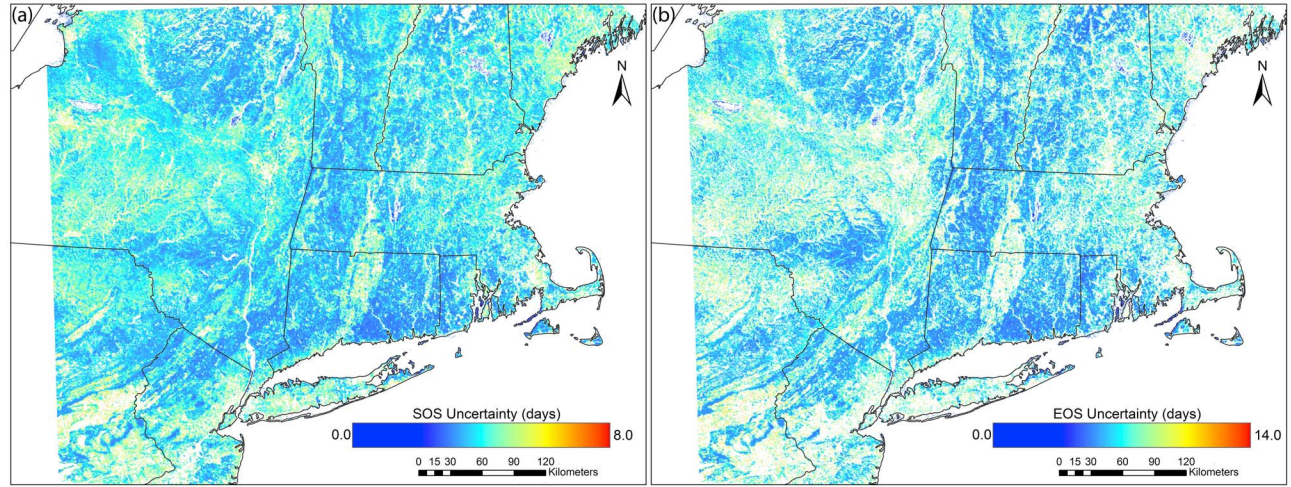 (a)
N
SOS Uncertainty (days)
0.0 8.0
0 15 30 60 90 120
Kilometers
(b)
N
EOS Uncertainty (days)
0.0 14.0
0 15 30 60 90 120
Kilometers